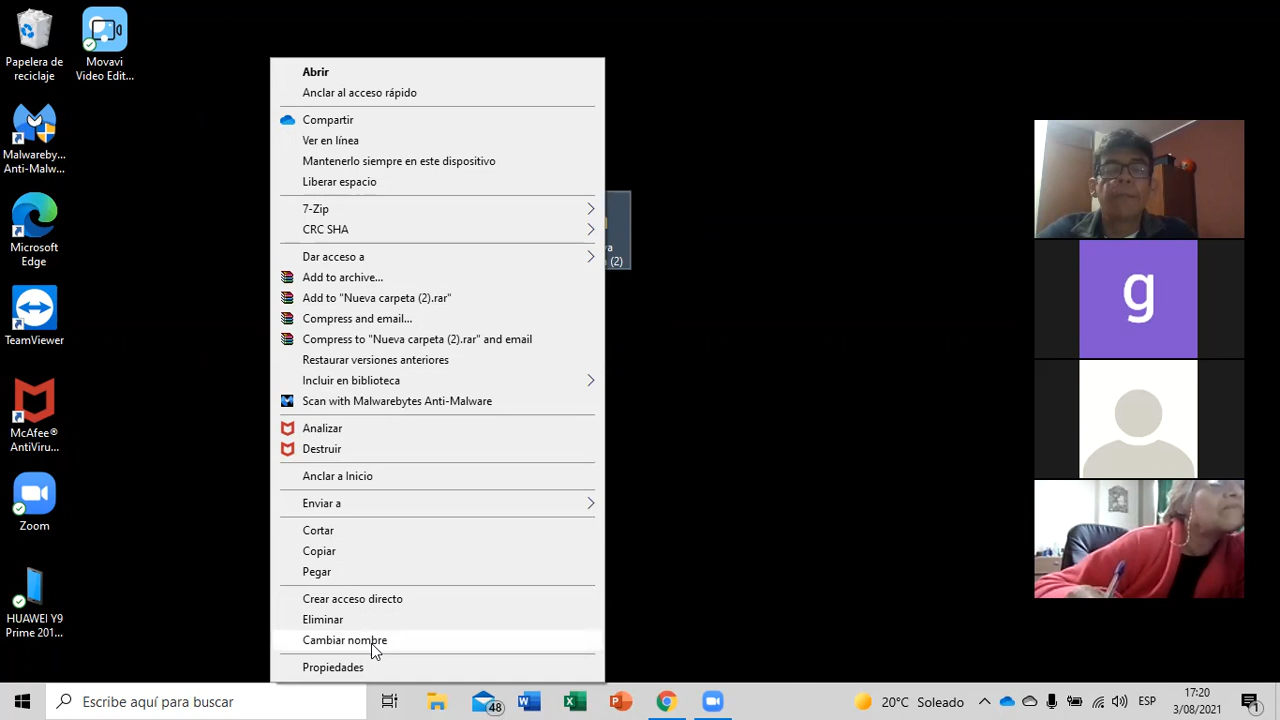 Papelera de
reciclaje
Movavi
Video Edit...
Malwareby...
Anti-Malw...
Microsoft
Edge
TeamViewer
McAfee®
AntiViru...
Zoom
HUAWEI Y9
Prime 201...
Abrir
Anclar al acceso rápido
Compartir
Ver en línea
Mantenerlo siempre en este dispositivo
Liberar espacio
7-Zip
CRC SHA
Dar acceso a
Add to archive...
Add to "Nueva carpeta (2).rar"
Compress and email...
Compress to "Nueva carpeta (2).rar" and email
Restaurar versiones anteriores
Incluir en biblioteca
Scan with Malwarebytes Anti-Malware
Analizar
Destruir
Anclar a Inicio
Enviar a
Cortar
Copiar
Pegar
Crear acceso directo
Eliminar
Cambiar nombre
Propiedades
va
(2)
g
Escribe aquí para buscar
48
20°C Soleado
ESP
17:20
3/08/2021
1